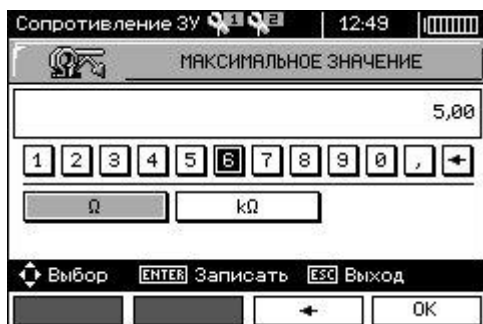 Сопротивление ЗУ 1 2 12:49
МАКСИМАЛЬНОЕ ЗНАЧЕНИЕ
5,00
1 2 3 4 5 6 7 8 9 0 , ←
Ω kΩ
Выбор ENTER Записать ESC Выход
← OK